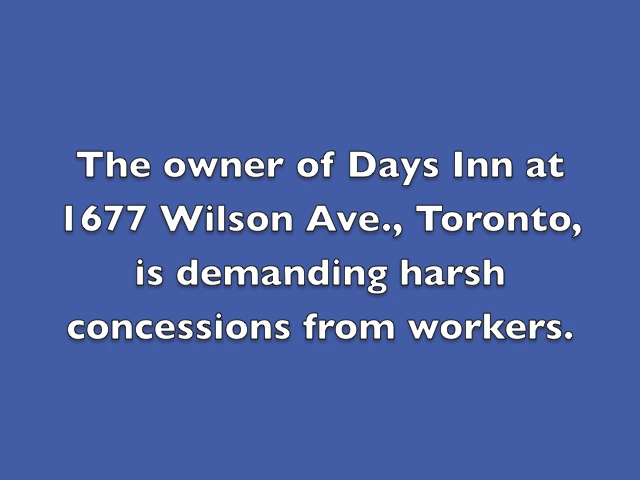 The owner of Days Inn at
1677 Wilson Ave., Toronto,
is demanding harsh
concessions from workers.